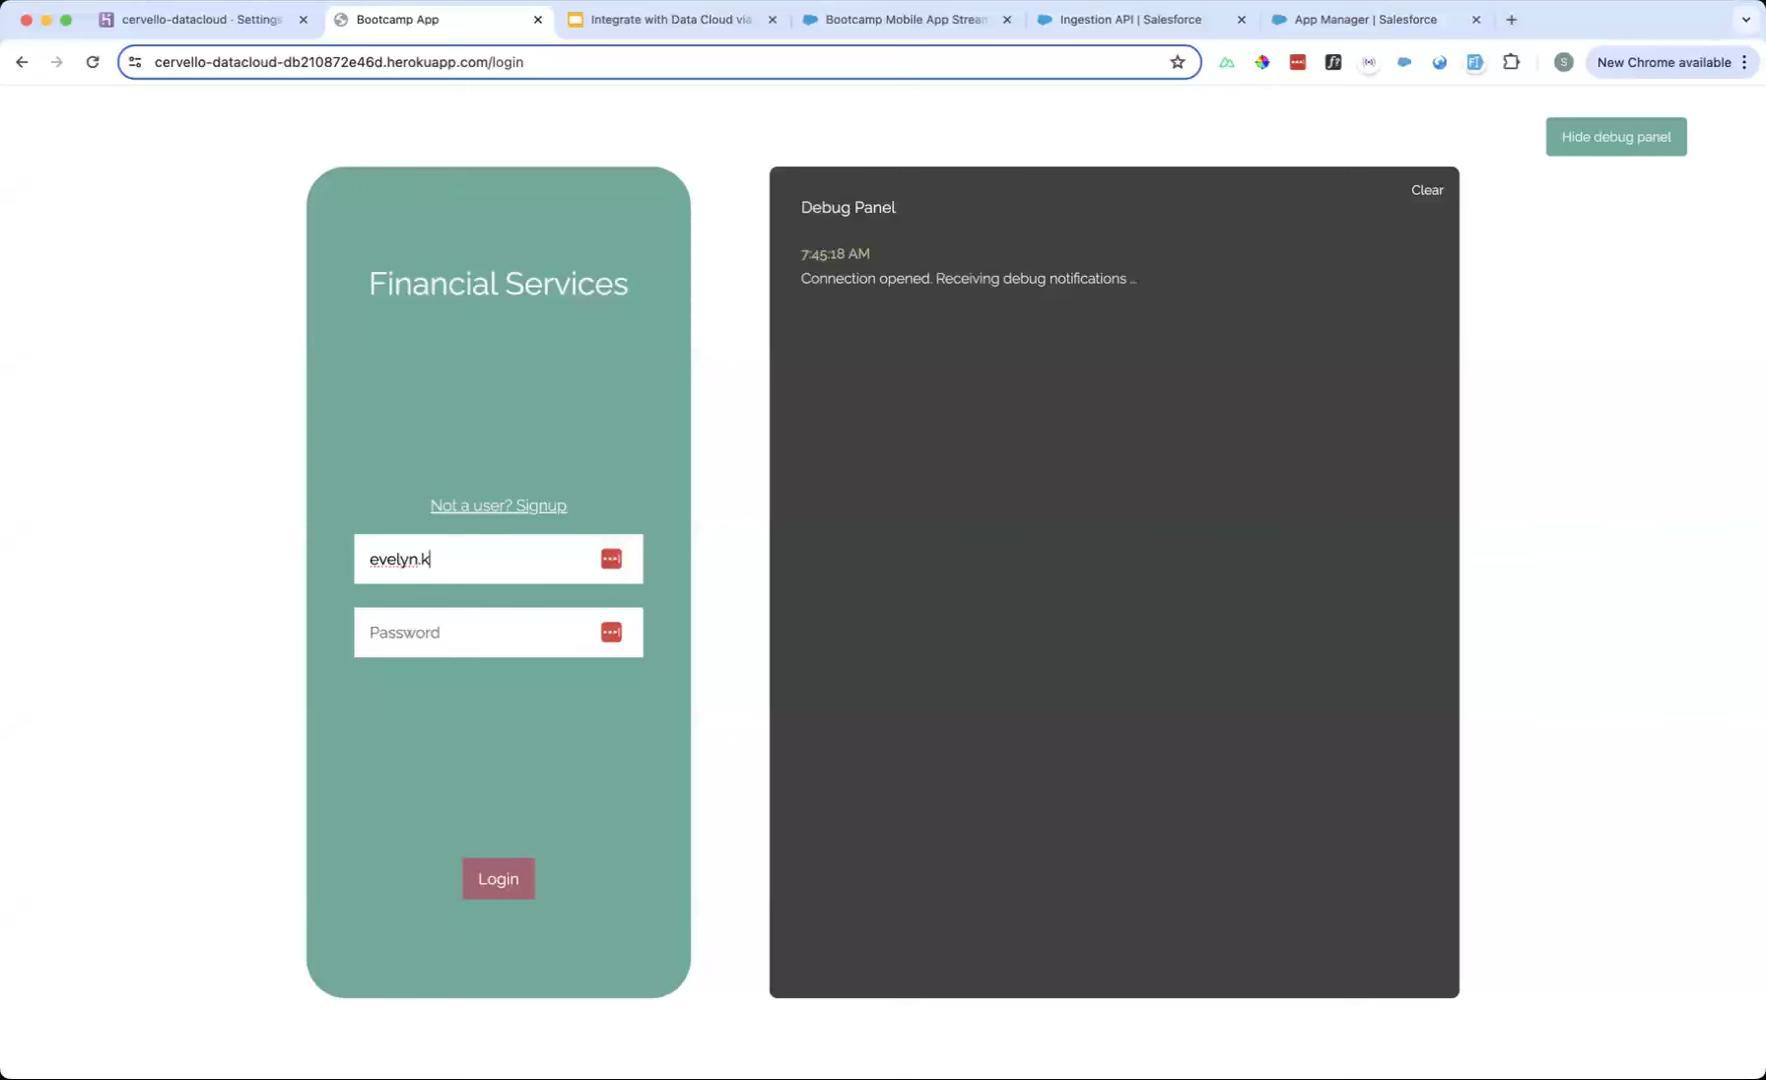 cervello-datacloud · Settings
Bootcamp App
Integrate with Data Cloud via
Bootcamp Mobile App Stream
Ingestion API | Salesforce
App Manager | Salesforce
cervello-datacloud-db210872e46d.herokuapp.com/login
S
New Chrome available
Hide debug panel
Financial Services
Not a user? Signup
evelyn.k
Password
Login
Clear
Debug Panel
7:45:18 AM
Connection opened. Receiving debug notifications ...